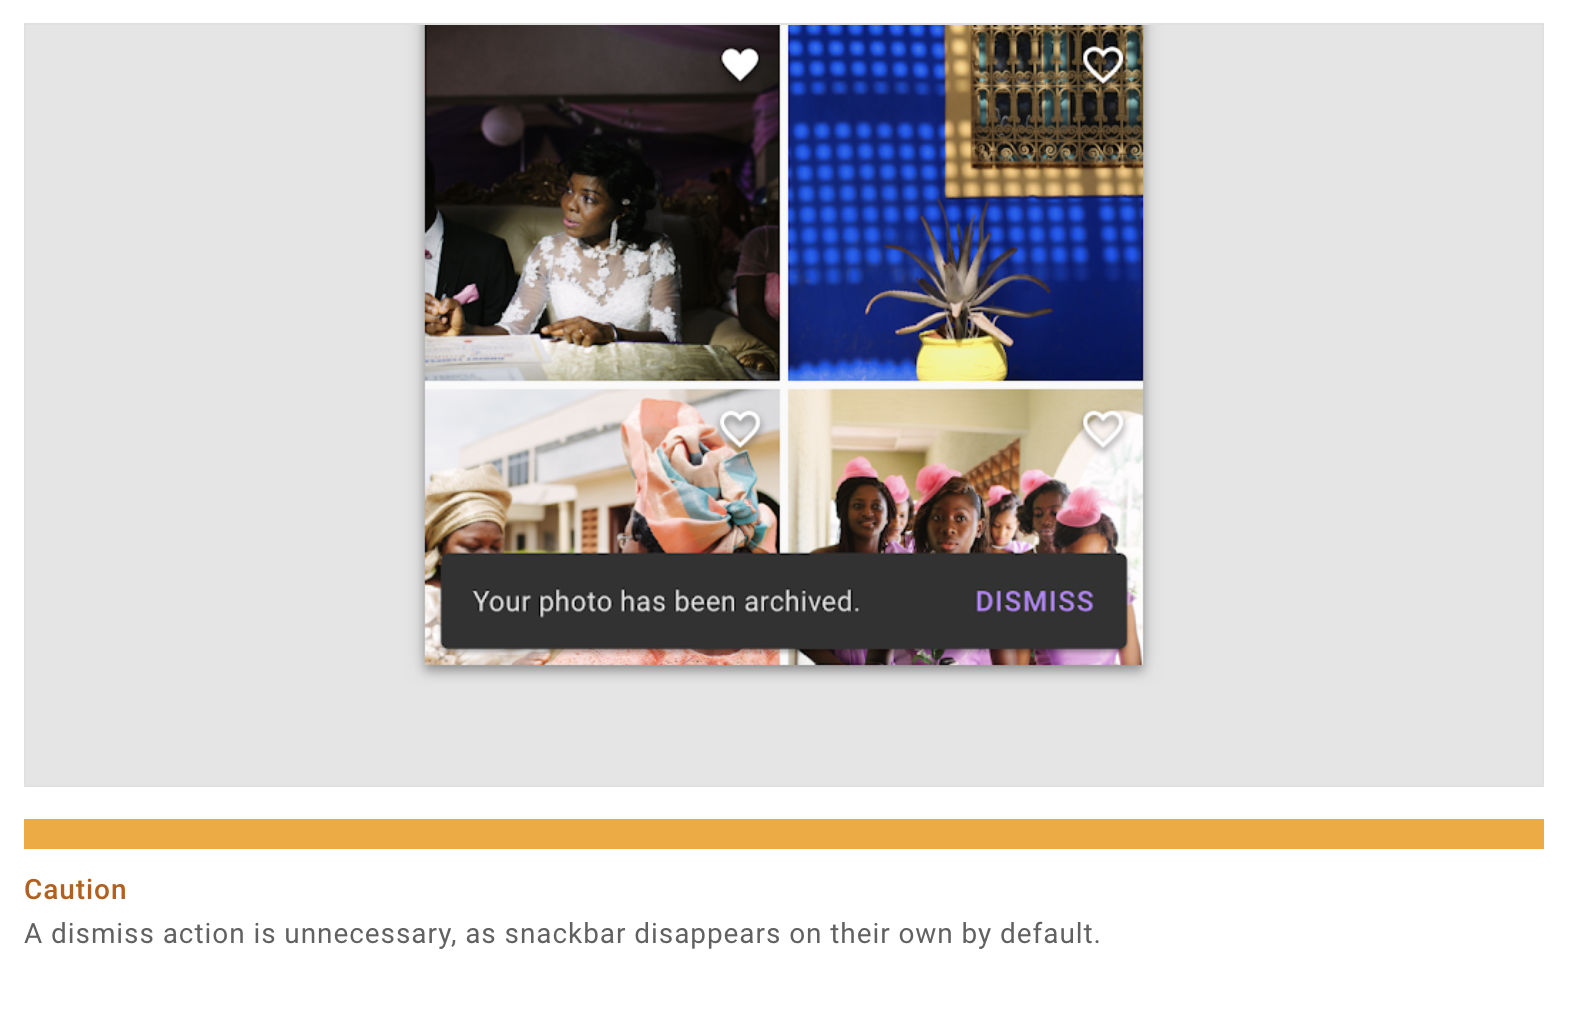 Your photo has been archived. DISMISS
Caution
A dismiss action is unnecessary, as snackbar disappears on their own by default.